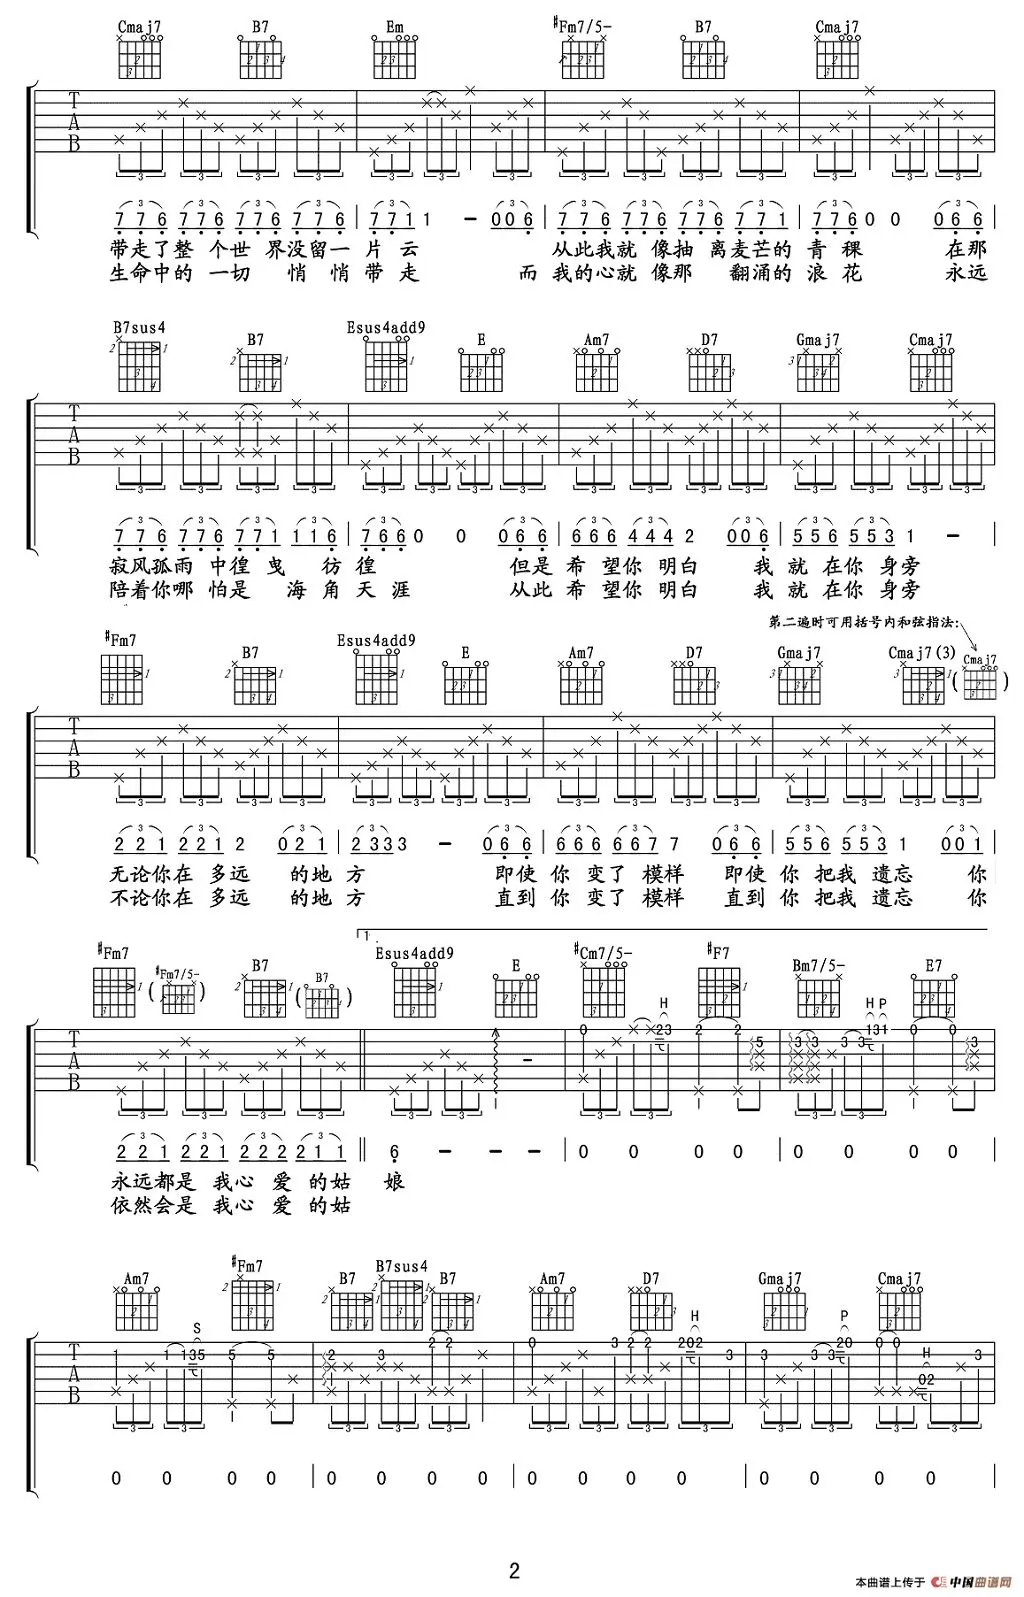 Cmaj7 B7 Em #Fm7/5- B7 Cmaj7
T A B
3 3 3 3 3 3 3 3 3 3 3 3 3 3
776 776 776 776 | 771 1 - 006 | 776 776 776 771 | 776 0 0 066
带走了整 个世 界没留一 片云 从此我就 像抽 离麦芒的 青稞 在那
生命中的 一切 悄悄 带走 而 我的心就 像那 翻涌的 浪花 永远
B7sus4 B7 Esus4add9 E Am7 D7 Gmaj7 Cmaj7
T A B
776 776 771 116 | 766 0 0 066 | 066 444 2 006 | 556 553 1 -
寂风孤雨 中徨 曳 彷 徨 但是 希 望你 明白 我 就 在你 身旁
陪着你哪 怕是 海角 天涯 从此 希 望你 明白 我 就 在你 身旁
第二遍时可用括号内和弦指法:
#Fm7 B7 Esus4add9 E Am7 D7 Gmaj7 Cmaj7(3) (Cmaj7)
T A B
221 221 2 021 | 2333 3 - 066 | 666 667 7 066 | 556 553 1 001
无论你在 多远 的地 方 即使 你 变了 模样 即使 你 把我 遗忘 你
不论你在 多远 的地 方 直到 你 变了 模样 直到 你 把我 遗忘 你
1.
#Fm7 (#Fm7/5-) B7 (B7) Esus4add9 E #Cm7/5- #F7 Bm7/5- E7
H H P
T A B
221 221 222 211 || 6 - - - | 0 0 0 0 | 0 0 0 0
永远都是 我心 爱 的姑 娘
依然会是 我心 爱 的姑
Am7 #Fm7 B7 B7sus4 B7 Am7 D7 Gmaj7 Cmaj7
S H P H
T A B
0 0 0 0 | 0 0 0 0 | 0 0 0 0 | 0 0 0 0
2
本曲谱上传于 中国曲谱网